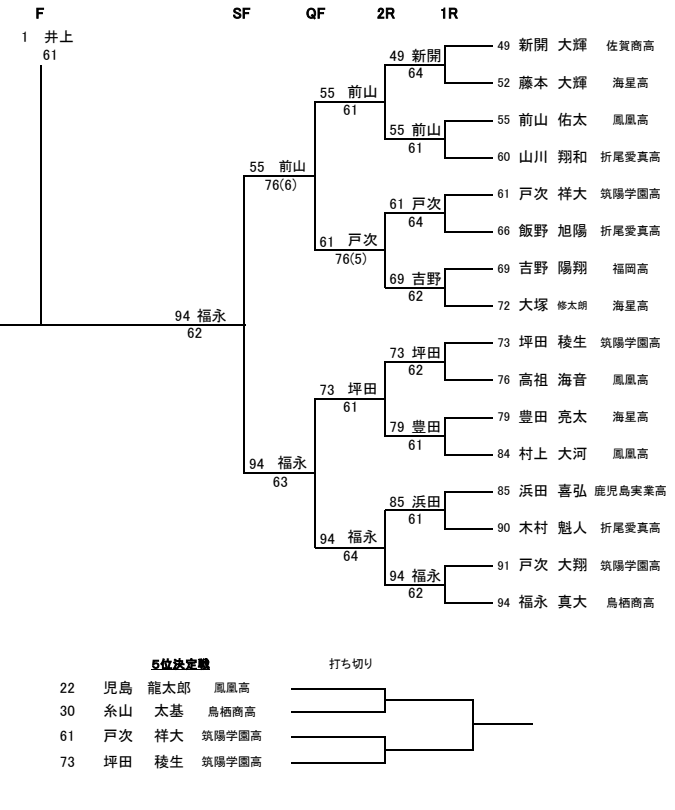 F SF QF 2R 1R
1 井上
61
49 新開 大輝 佐賀商高
49 新開
64
52 藤本 大輝 海星高
55 前山
61
55 前山 佑太 鳳凰高
55 前山
61
60 山川 翔和 折尾愛真高
55 前山
76(6)
61 戸次 祥大 筑陽学園高
61 戸次
64
66 飯野 旭陽 折尾愛真高
61 戸次
76(5)
69 吉野 陽翔 福岡高
69 吉野
62
72 大塚 修太朗 海星高
94 福永
62
73 坪田 稜生 筑陽学園高
73 坪田
62
76 高祖 海音 鳳凰高
73 坪田
61
79 豊田 亮太 海星高
79 豊田
61
84 村上 大河 鳳凰高
94 福永
63
85 浜田 喜弘 鹿児島実業高
85 浜田
61
90 木村 魁人 折尾愛真高
94 福永
64
91 戸次 大翔 筑陽学園高
94 福永
62
94 福永 真大 鳥栖商高
5位決定戦 打ち切り
22 児島 龍太郎 鳳凰高
30 糸山 太基 鳥栖商高
61 戸次 祥大 筑陽学園高
73 坪田 稜生 筑陽学園高